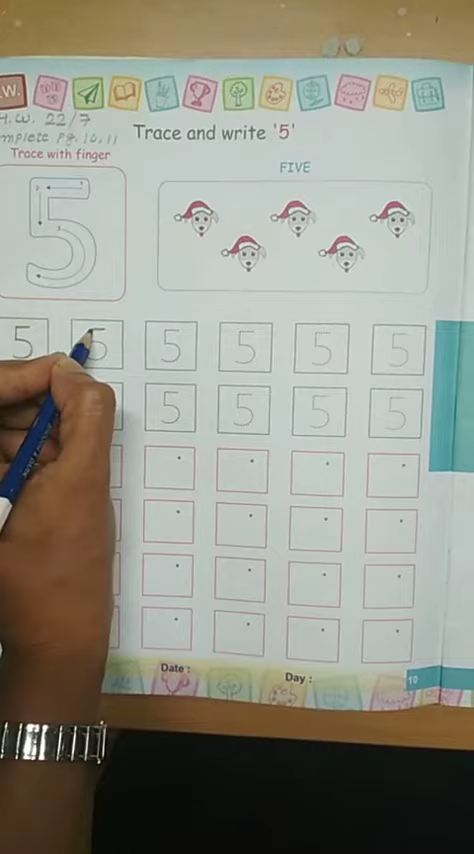 .W.
H.W. 22/7
mplete Pg. 10, 11
Trace and write '5'
Trace with finger
FIVE
5
5 5 5 5 5 5
5 5 5 5
Date :
Day :
10